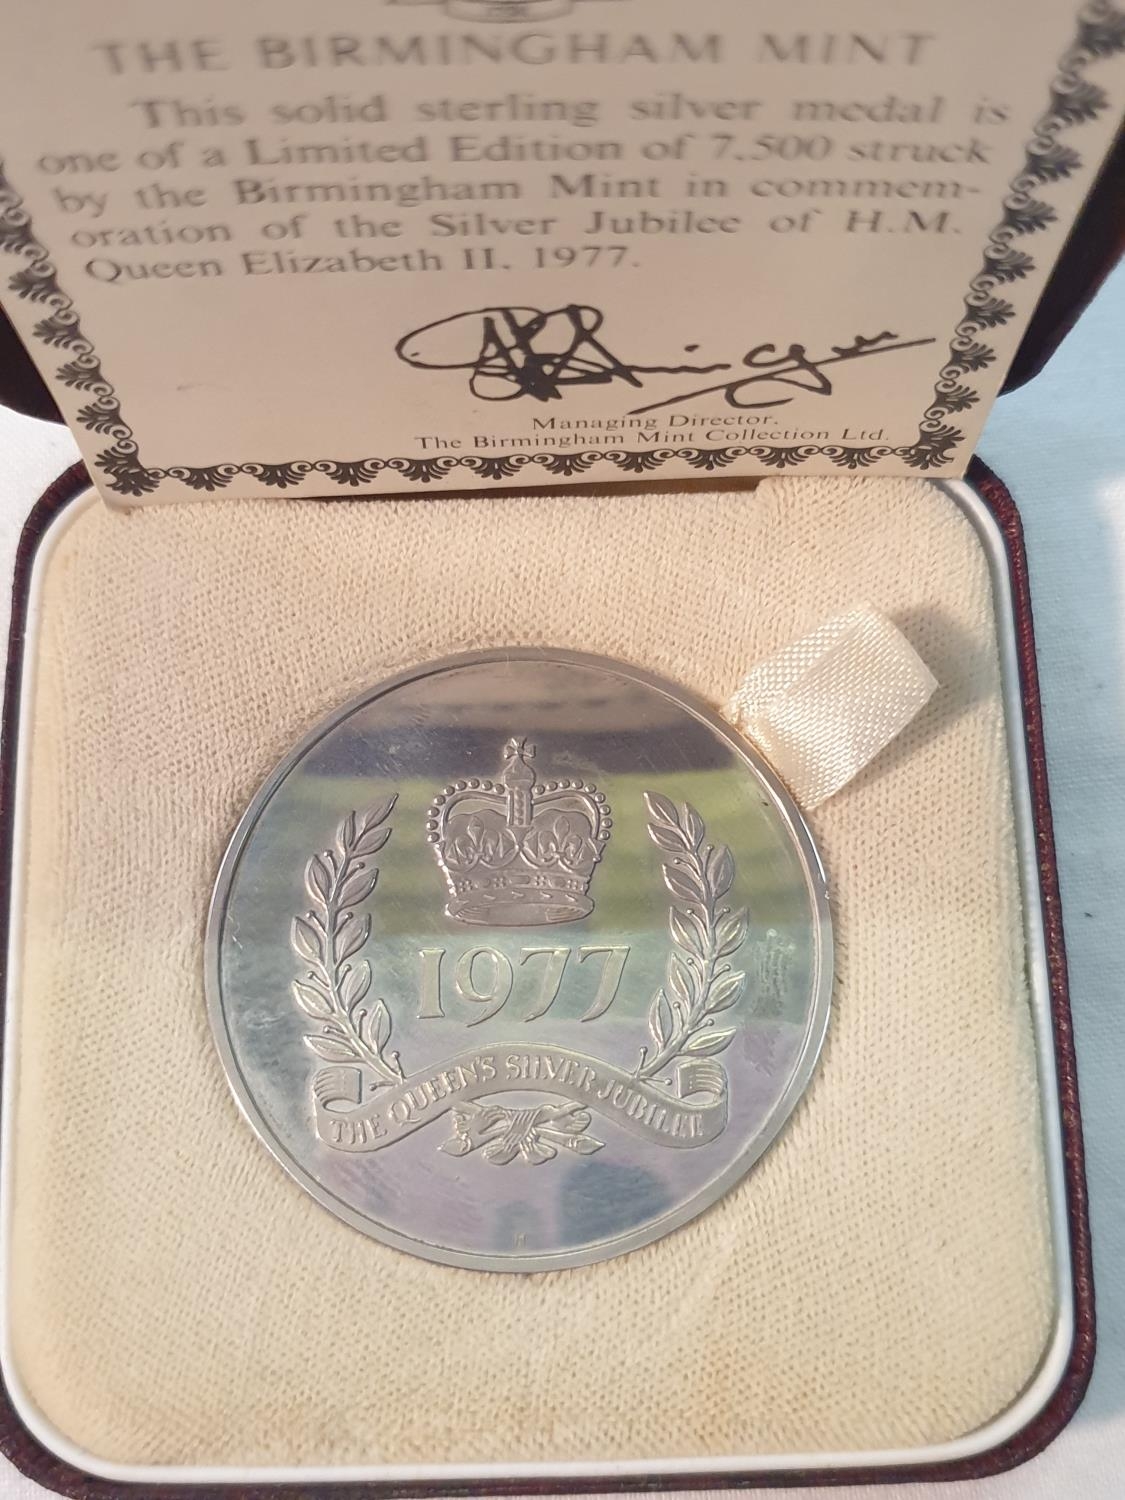 THE BIRMINGHAM MINT
This solid sterling silver medal is
one of a Limited Edition of 7,500 struck
by the Birmingham Mint in commem-
oration of the Silver Jubilee of H.M.
Queen Elizabeth II, 1977.
Managing Director.
The Birmingham Mint Collection Ltd.
1977
THE QUEEN'S SILVER JUBILEE
H